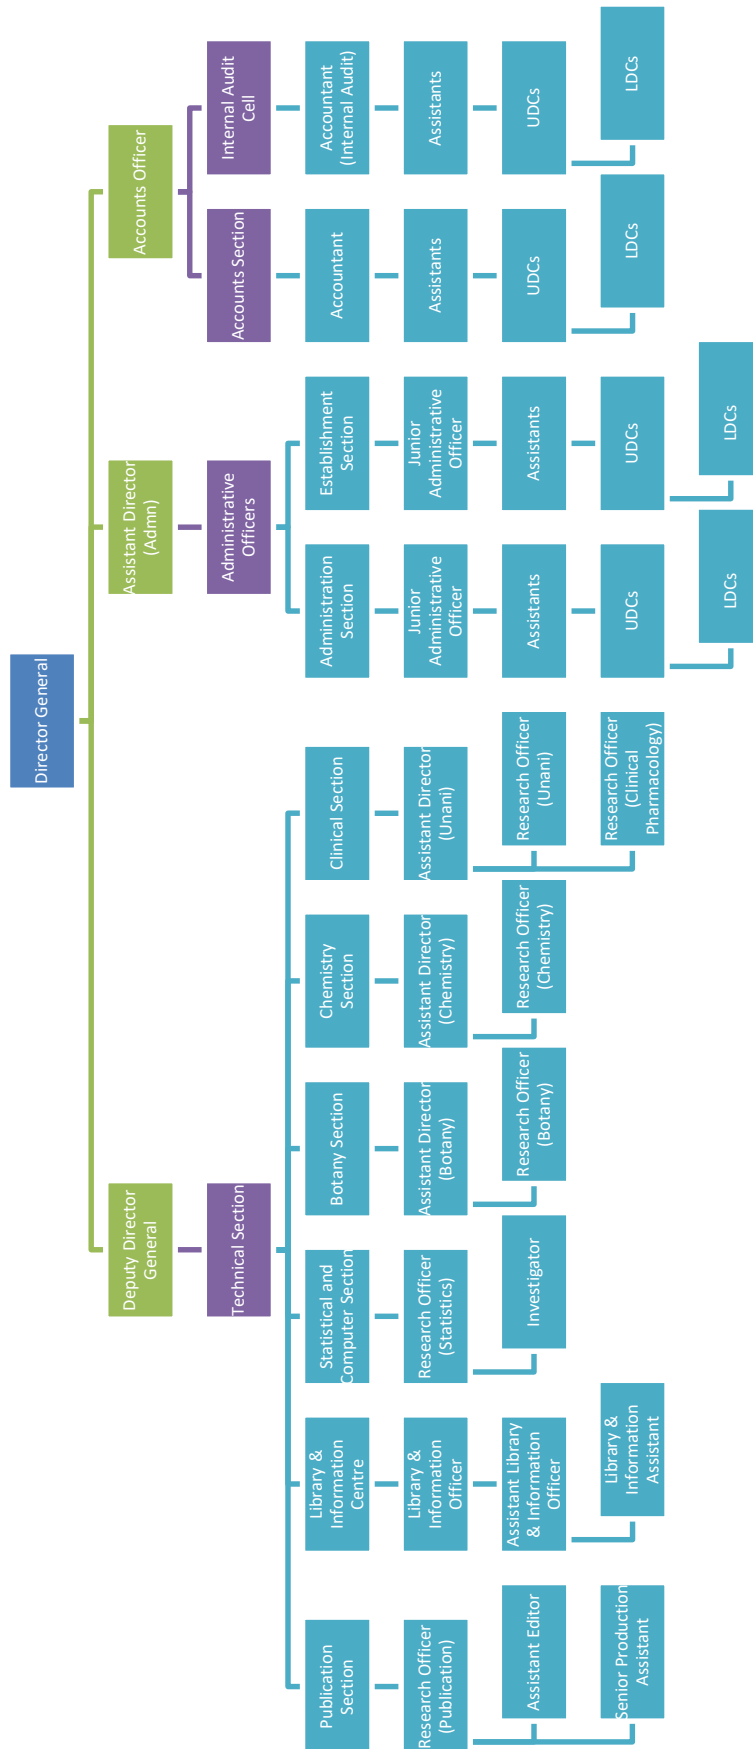 Director General
Deputy Director
General
Assistant Director
(Admn)
Accounts Officer
Technical Section
Administrative
Officers
Accounts Section
Internal Audit
Cell
Publication
Section
Library &
Information
Centre
Statistical and
Computer Section
Botany Section
Chemistry
Section
Clinical Section
Administration
Section
Establishment
Section
Accountant
Accountant
(Internal Audit)
Research Officer
(Publication)
Library &
Information
Officer
Research Officer
(Statistics)
Assistant Director
(Botany)
Assistant Director
(Chemistry)
Assistant Director
(Unani)
Junior
Administrative
Officer
Junior
Administrative
Officer
Assistants
Assistants
Assistant Editor
Assistant Library
& Information
Officer
Investigator
Research Officer
(Botany)
Research Officer
(Chemistry)
Research Officer
(Unani)
Assistants
Assistants
UDCs
UDCs
Senior Production
Assistant
Library &
Information
Assistant
Research Officer
(Clinical
Pharmacology)
UDCs
UDCs
LDCs
LDCs
LDCs
LDCs